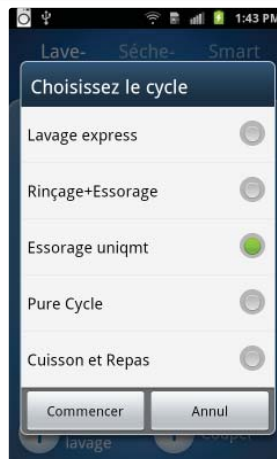 1:43 PM
Lave- Sèche- Smart
Choisissez le cycle
Lavage express
Rinçage+Essorage
Essorage uniqmt
Pure Cycle
Cuisson et Repas
Commencer Annul
lavage Couper